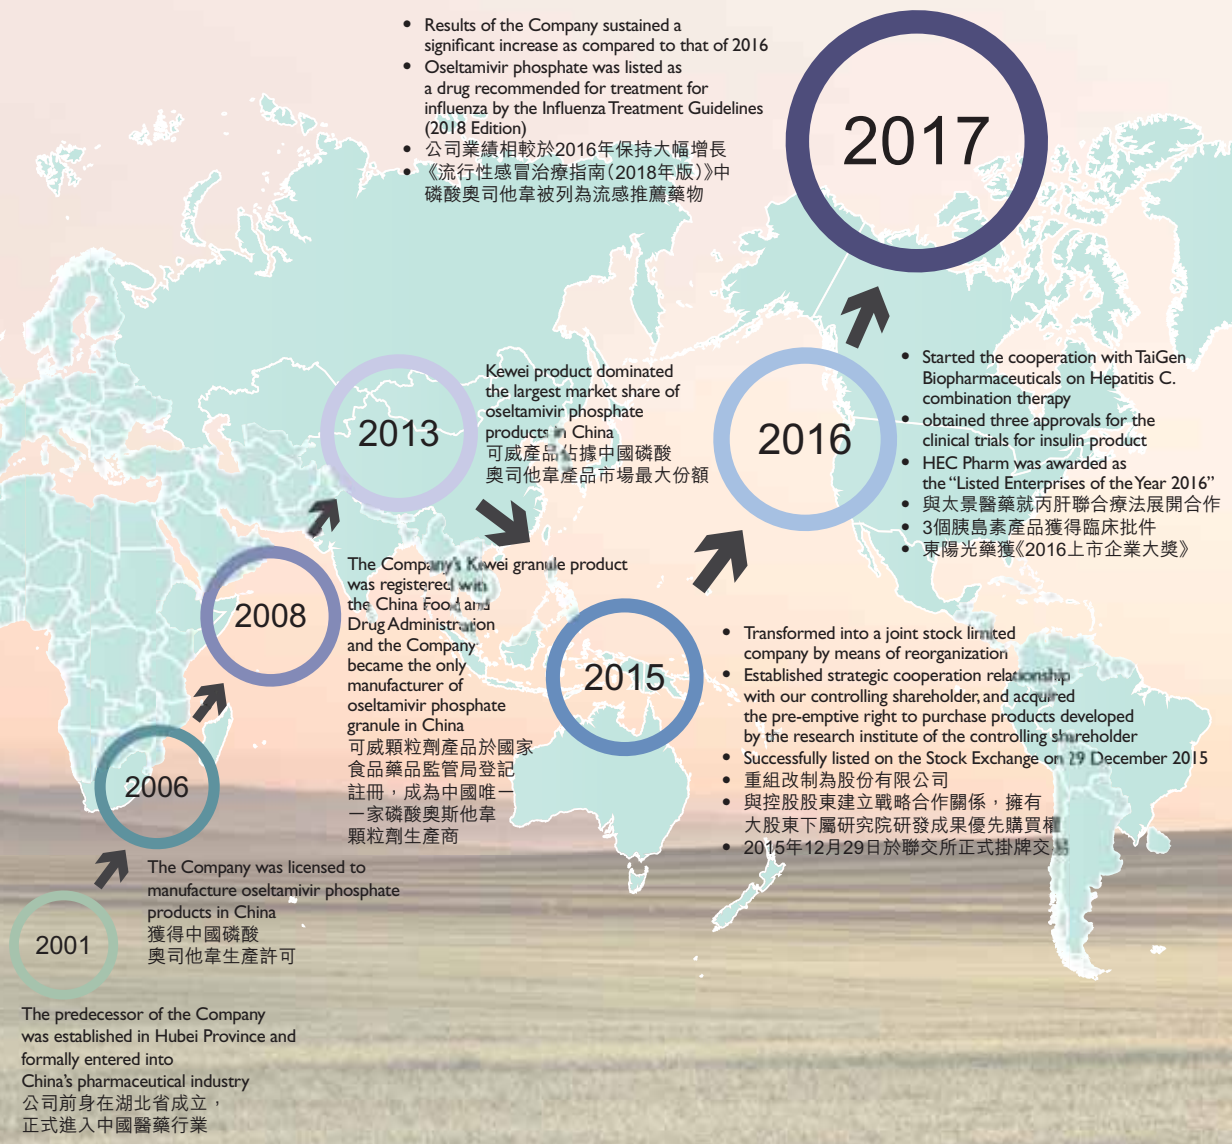 • Results of the Company sustained a
significant increase as compared to that of 2016
• Oseltamivir phosphate was listed as
a drug recommended for treatment for
influenza by the Influenza Treatment Guidelines
(2018 Edition)
• 公司業績相較於2016年保持大幅增長
• 《流行性感冒治療指南（2018年版）》中
磷酸奧司他韋被列為流感推薦藥物
2017
2013
Kewei product dominated
the largest market share of
oseltamivir phosphate
products in China
可威產品佔據中國磷酸
奧司他韋產品市場最大份額
2016
• Started the cooperation with TaiGen
Biopharmaceuticals on Hepatitis C.
combination therapy
• obtained three approvals for the
clinical trials for insulin product
• HEC Pharm was awarded as
the “Listed Enterprises of the Year 2016”
• 與太景醫藥就丙肝聯合療法展開合作
• 3個胰島素產品獲得臨床批件
• 東陽光藥獲《2016上市企業大獎》
2008
The Company's Kewei granule product
was registered with
the China Food and
Drug Administration
and the Company
became the only
manufacturer of
oseltamivir phosphate
granule in China
可威顆粒劑產品於國家
食品藥品監管局登記
註冊，成為中國唯一
一家磷酸奧斯他韋
顆粒劑生產商
2015
• Transformed into a joint stock limited
company by means of reorganization
• Established strategic cooperation relationship
with our controlling shareholder, and acquired
the pre-emptive right to purchase products developed
by the research institute of the controlling shareholder
• Successfully listed on the Stock Exchange on 29 December 2015
• 重組改制為股份有限公司
• 與控股股東建立戰略合作關係，擁有
大股東下屬研究院研發成果優先購買權
• 2015年12月29日於聯交所正式掛牌交易
2006
The Company was licensed to
manufacture oseltamivir phosphate
products in China
獲得中國磷酸
奧司他韋生產許可
2001
The predecessor of the Company
was established in Hubei Province and
formally entered into
China's pharmaceutical industry
公司前身在湖北省成立，
正式進入中國醫藥行業